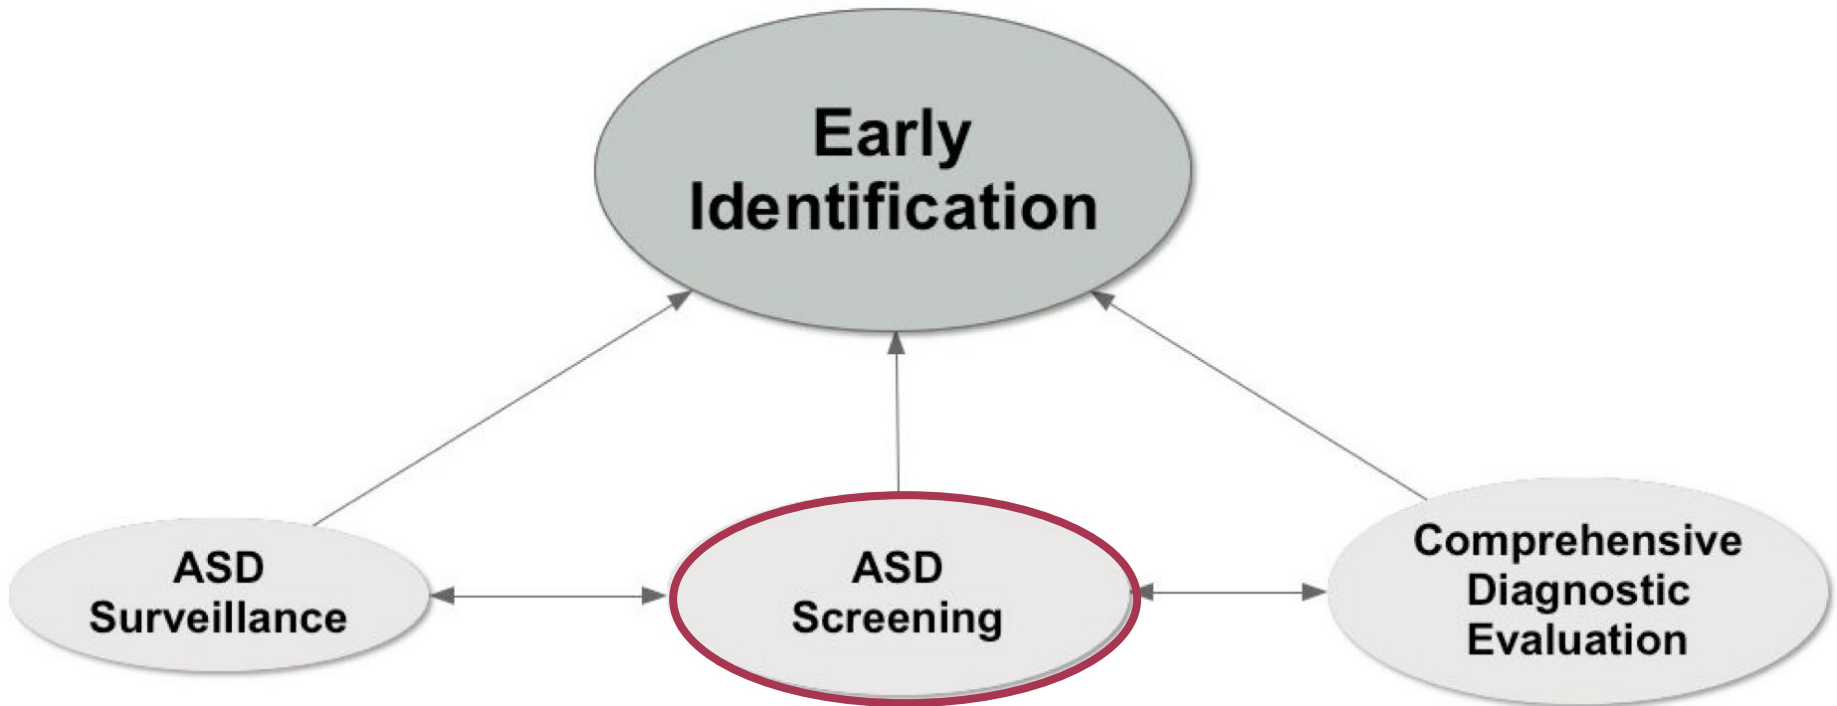 Early
Identification
ASD
Surveillance
ASD
Screening
Comprehensive
Diagnostic
Evaluation